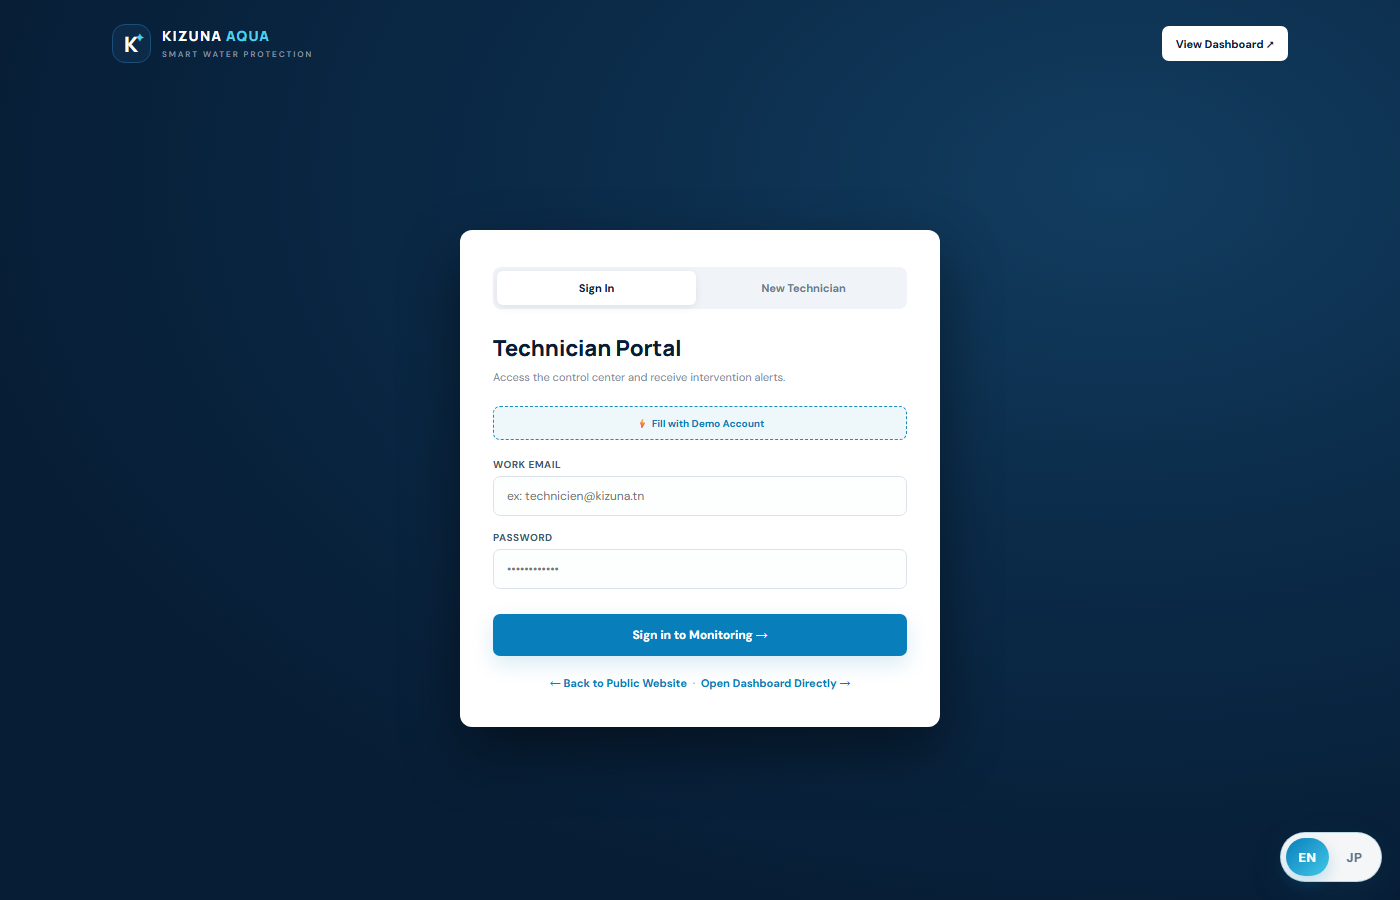 K
KIZUNA AQUA
SMART WATER PROTECTION
View Dashboard ↗
Sign In
New Technician
Technician Portal
Access the control center and receive intervention alerts.
Fill with Demo Account
WORK EMAIL
ex: technicien@kizuna.tn
PASSWORD
••••••••••••
Sign in to Monitoring →
← Back to Public Website · Open Dashboard Directly →
EN JP